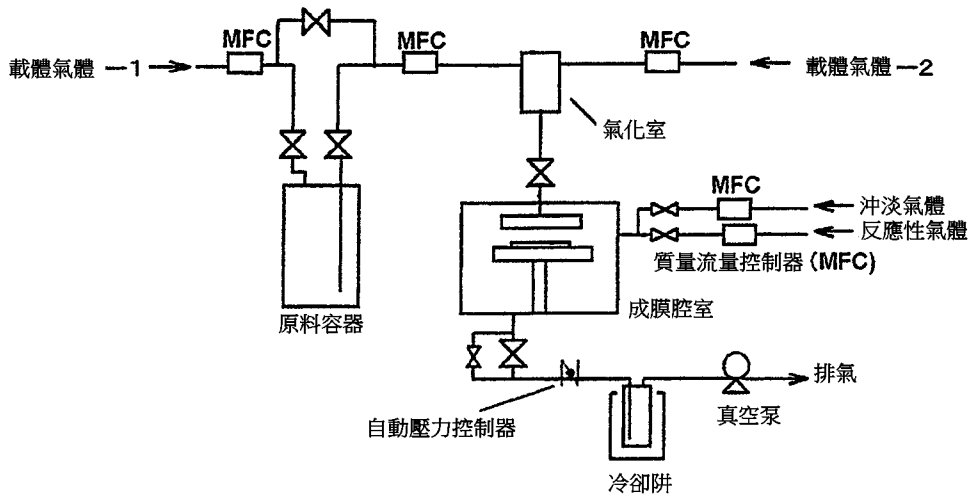 MFC
MFC
MFC
載體氣體 —1
載體氣體 —2
氣化室
MFC
沖淡氣體
反應性氣體
質量流量控制器 (MFC)
成膜腔室
原料容器
排氣
自動壓力控制器
真空泵
冷卻阱